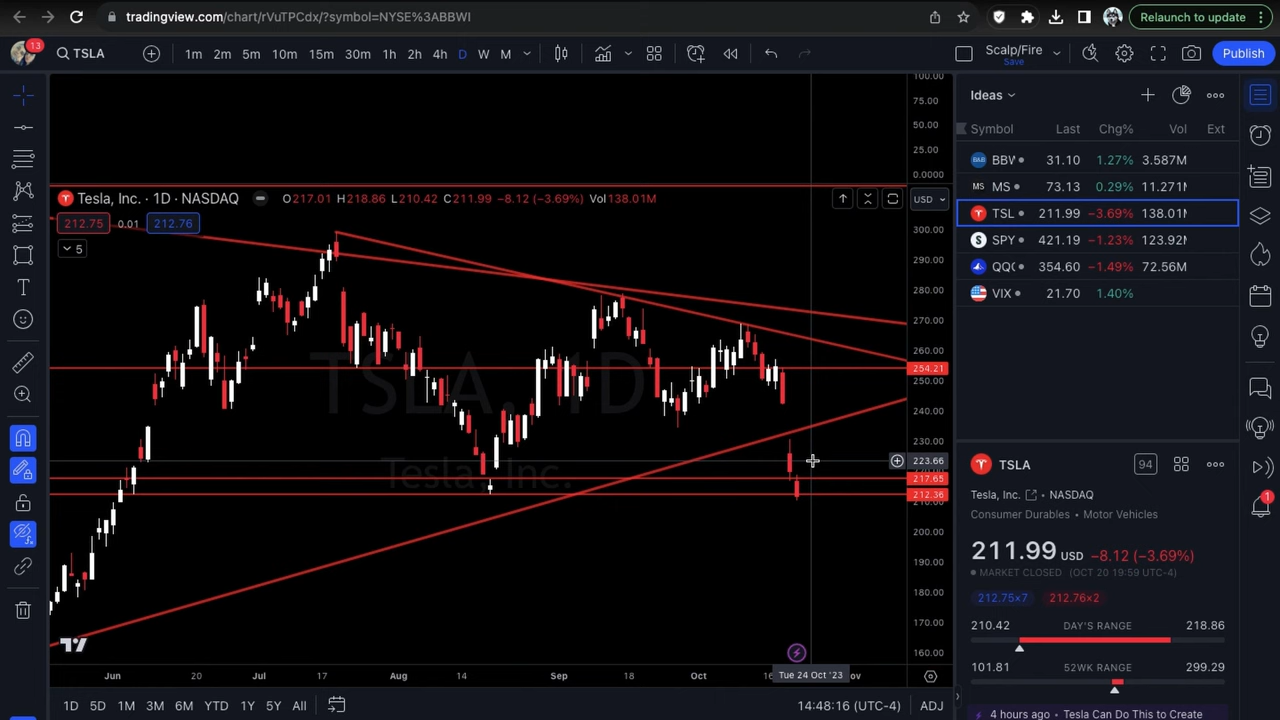 tradingview.com/chart/rVuTPCdx/?symbol=NYSE%3ABBWI
Relaunch to update
13
TSLA
1m 2m 5m 10m 15m 30m 1h 2h 4h D W M
Scalp/Fire
Save
Publish
Tesla, Inc. · 1D · NASDAQ
O217.01 H218.86 L210.42 C211.99 −8.12 (−3.69%) Vol138.01M
212.75 0.01 212.76
5
USD
TSLA, 1D
Tesla, Inc.
100.00
75.00
50.00
25.00
0.0000
300.00
290.00
280.00
270.00
260.00
254.21
250.00
240.00
230.00
223.66
217.65
212.36
200.00
190.00
180.00
170.00
160.00
Jun 20 Jul 17 Aug 14 Sep 18 Oct 16 Tue 24 Oct '23
1D 5D 1M 3M 6M YTD 1Y 5Y All
14:48:16 (UTC-4) ADJ
Ideas
Symbol Last Chg% Vol Ext
BBW 31.10 1.27% 3.587M
MS MS 73.13 0.29% 11.271M
TSL 211.99 −3.69% 138.01M
SPY 421.19 −1.23% 123.92M
QQQ 354.60 −1.49% 72.56M
VIX 21.70 1.40%
TSLA
94
Tesla, Inc. • NASDAQ
Consumer Durables • Motor Vehicles
211.99 USD −8.12 (−3.69%)
MARKET CLOSED (OCT 20 19:59 UTC-4)
212.75×7 212.76×2
210.42 DAY'S RANGE 218.86
101.81 52WK RANGE 299.29
4 hours ago • Tesla Can Do This to Create
1